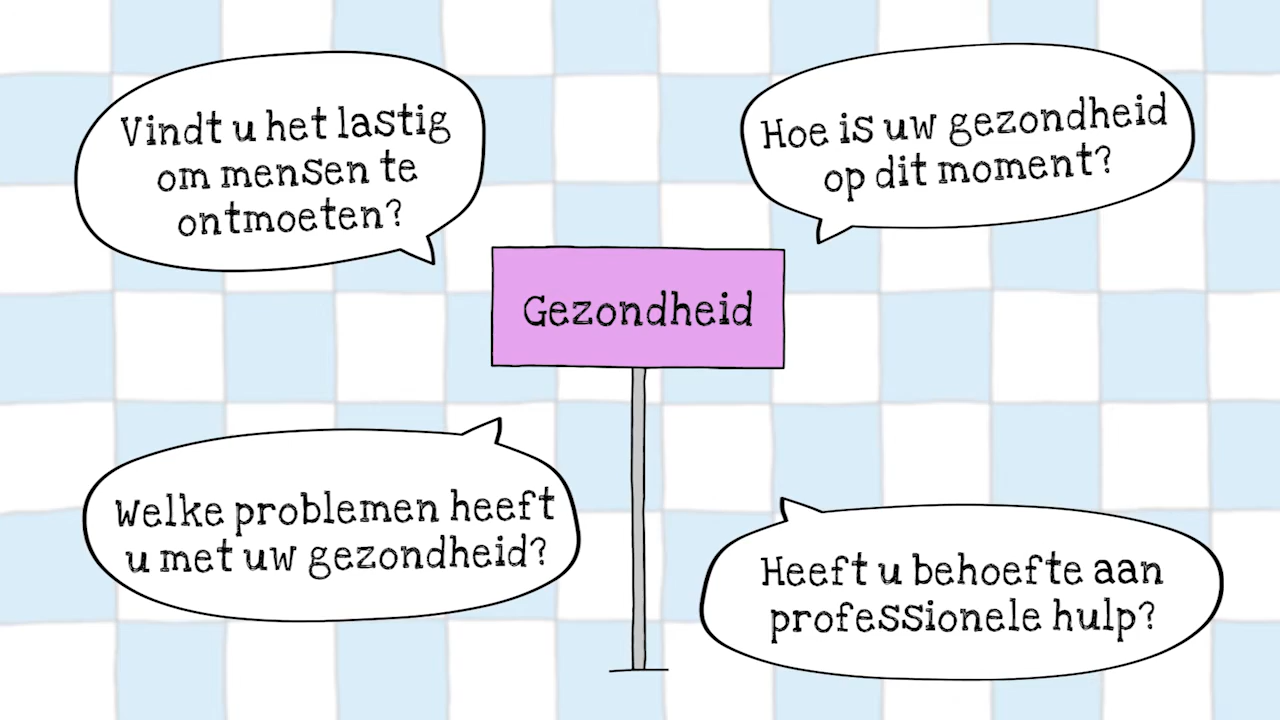 Vindt u het lastig
om mensen te
ontmoeten?
Hoe is uw gezondheid
op dit moment?
Gezondheid
Welke problemen heeft
u met uw gezondheid?
Heeft u behoefte aan
professionele hulp?